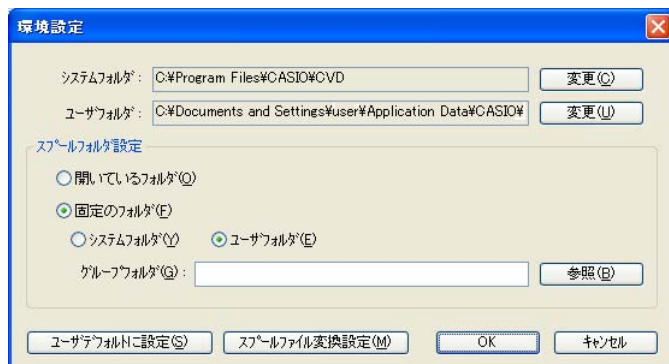 環境設定
システムフォルダ: C:¥Program Files¥CASIO¥CVD 変更(C)
ユーザフォルダ: C:¥Documents and Settings¥user¥Application Data¥CASIO¥ 変更(U)
スプールフォルダ設定
開いているフォルダ(O)
固定のフォルダ(F)
システムフォルダ(Y) ユーザフォルダ(E)
グループフォルダ(G): 参照(B)
ユーザデフォルトに設定(S) スプールファイル変換設定(M) OK キャンセル